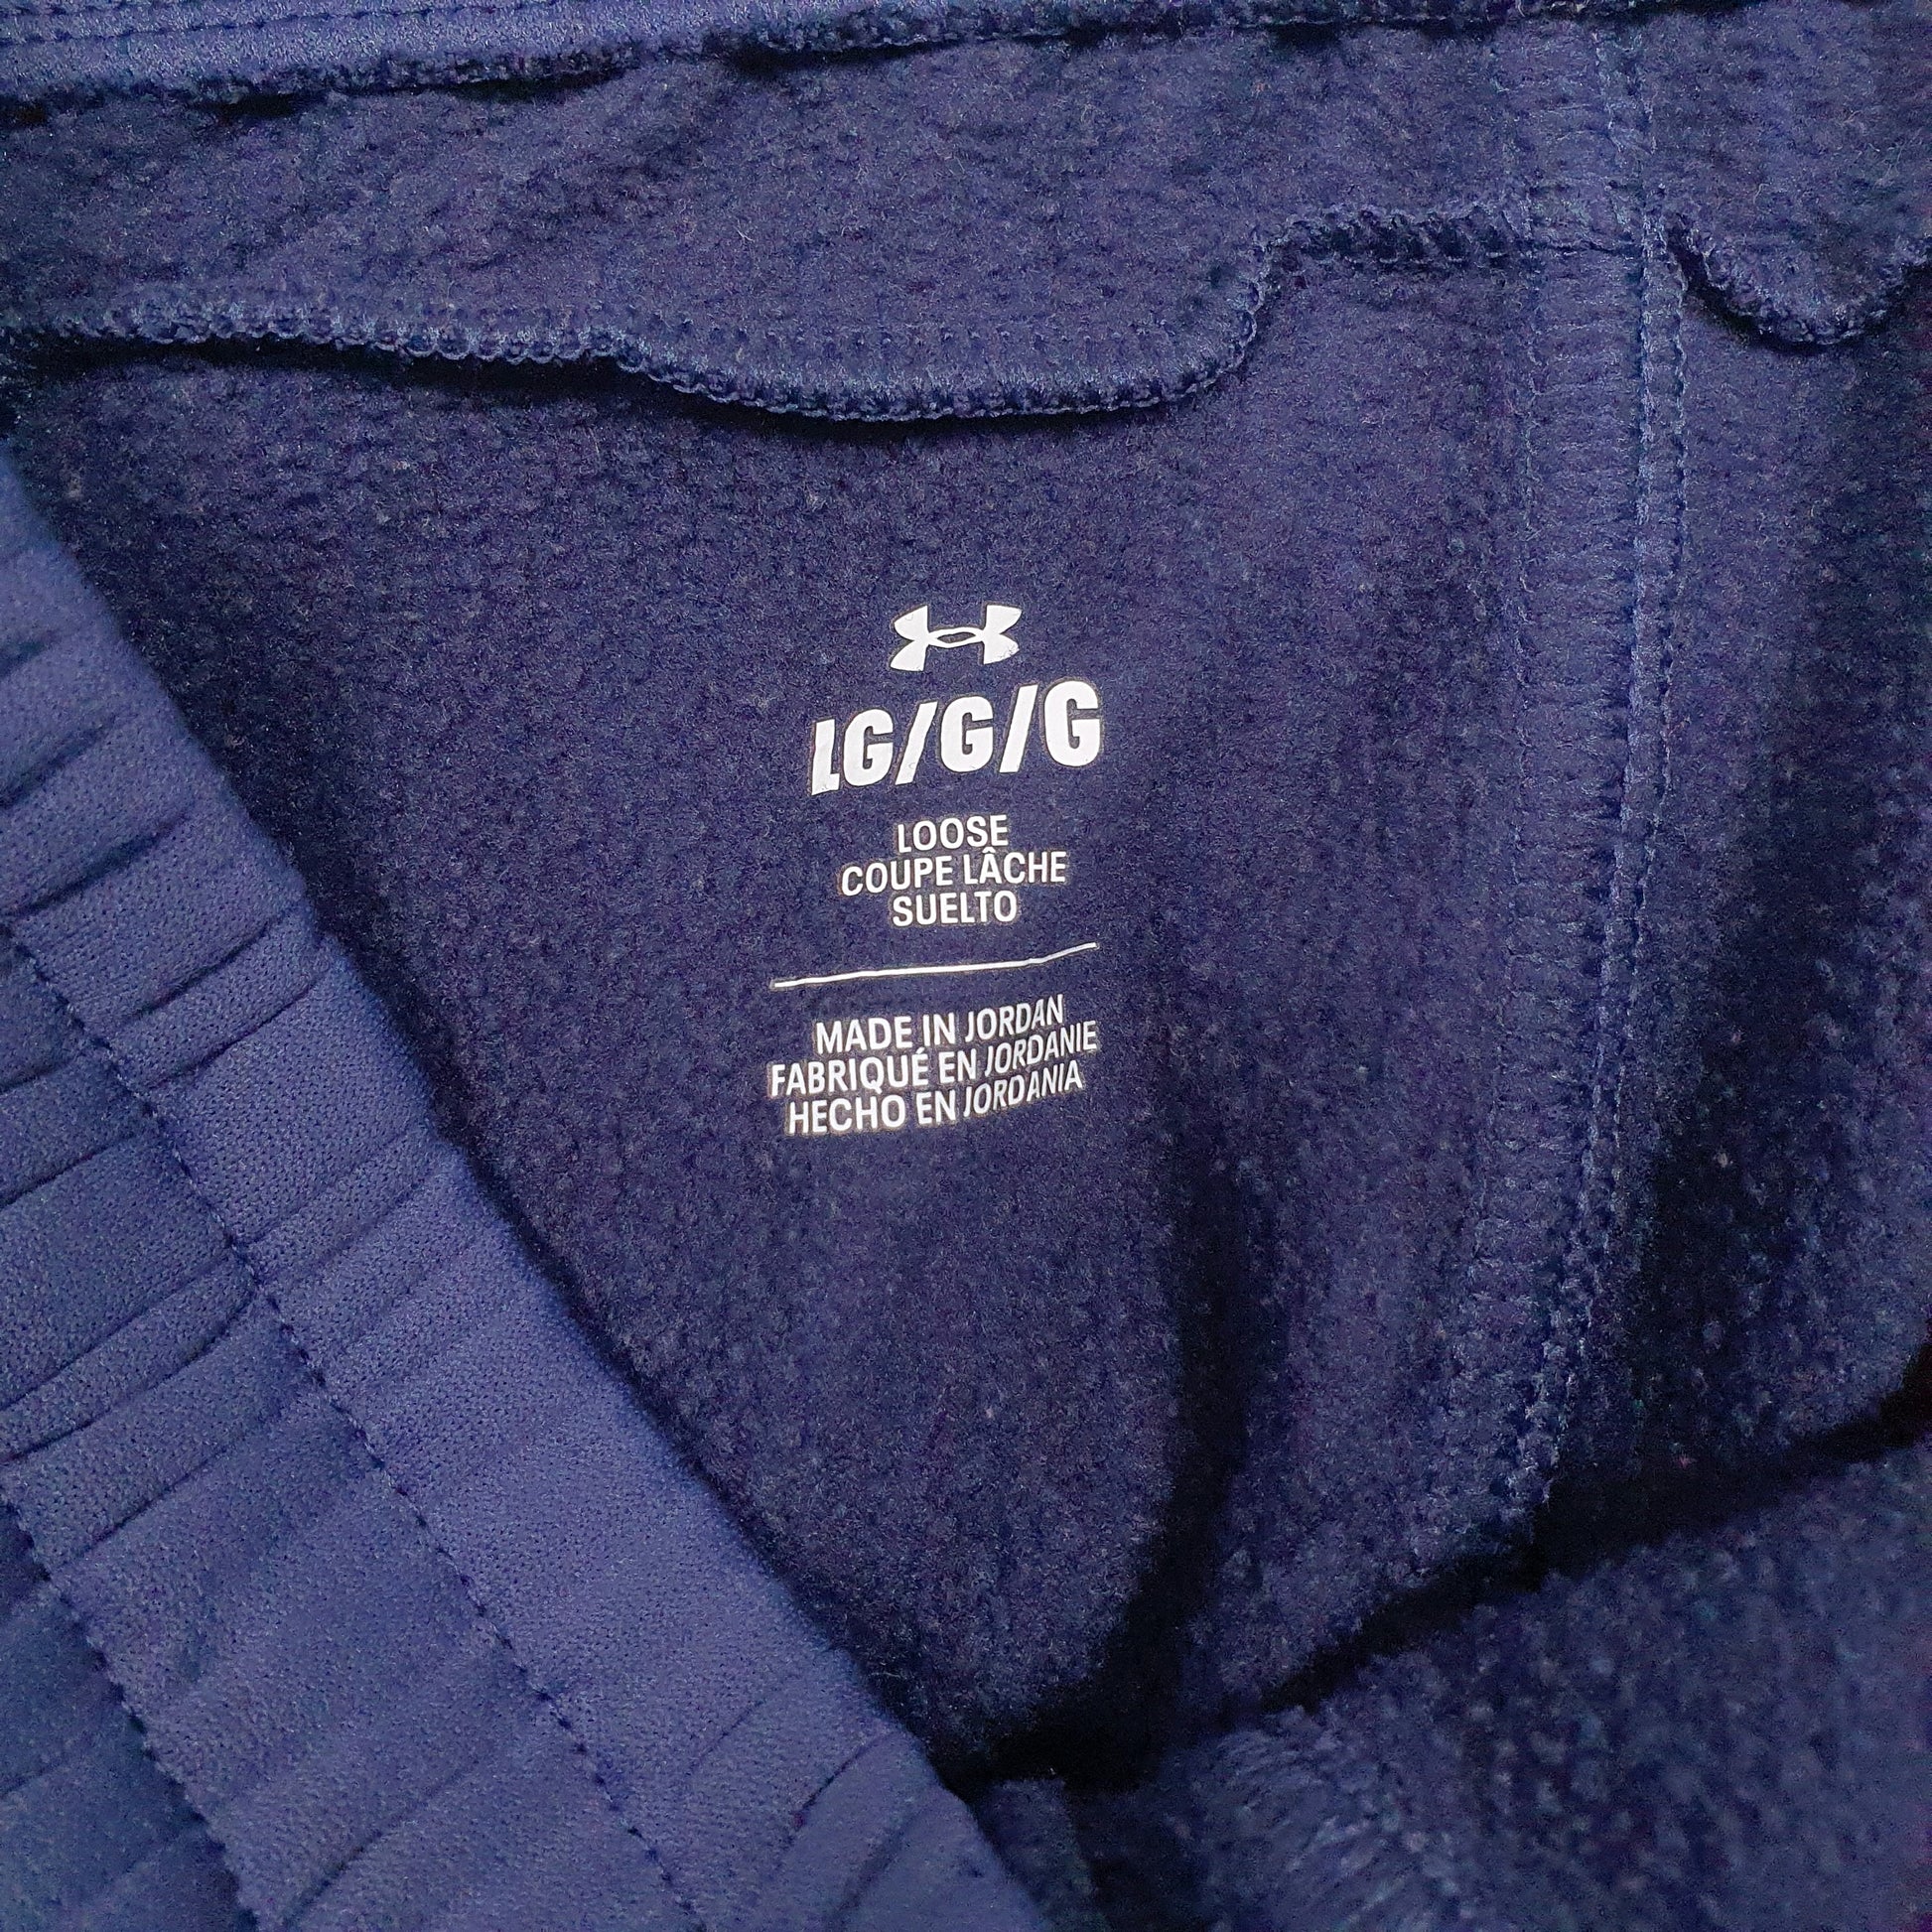 LG/G/G
LOOSE
COUPE LÂCHE
SUELTO
MADE IN JORDAN
FABRIQUÉ EN JORDANIE
HECHO EN JORDANIA